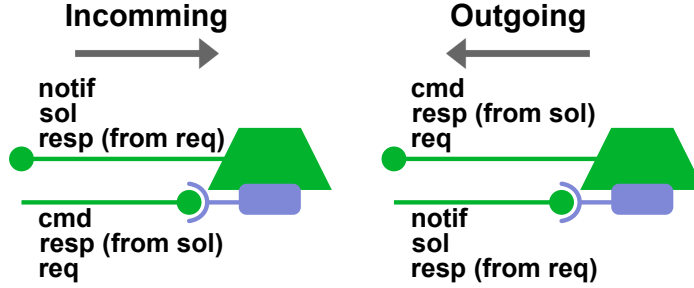 Incomming
notif
sol
resp (from req)
cmd
resp (from sol)
req
Outgoing
cmd
resp (from sol)
req
notif
sol
resp (from req)